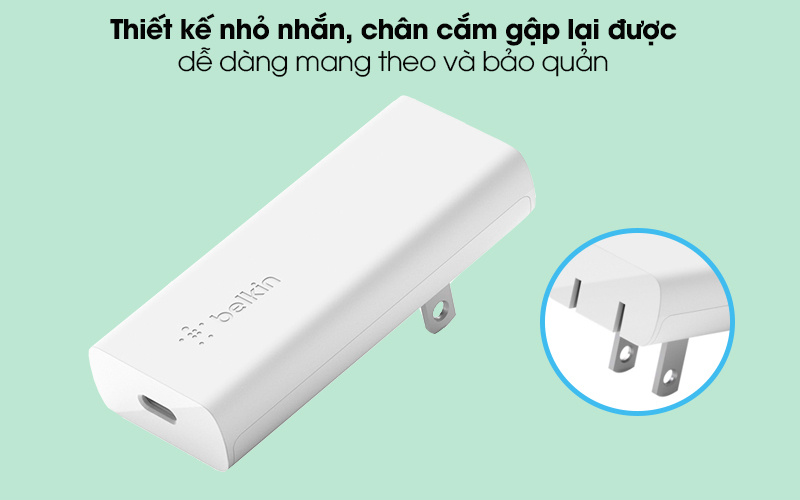 Thiết kế nhỏ nhắn, chân cắm gập lại được
dễ dàng mang theo và bảo quản
belkin